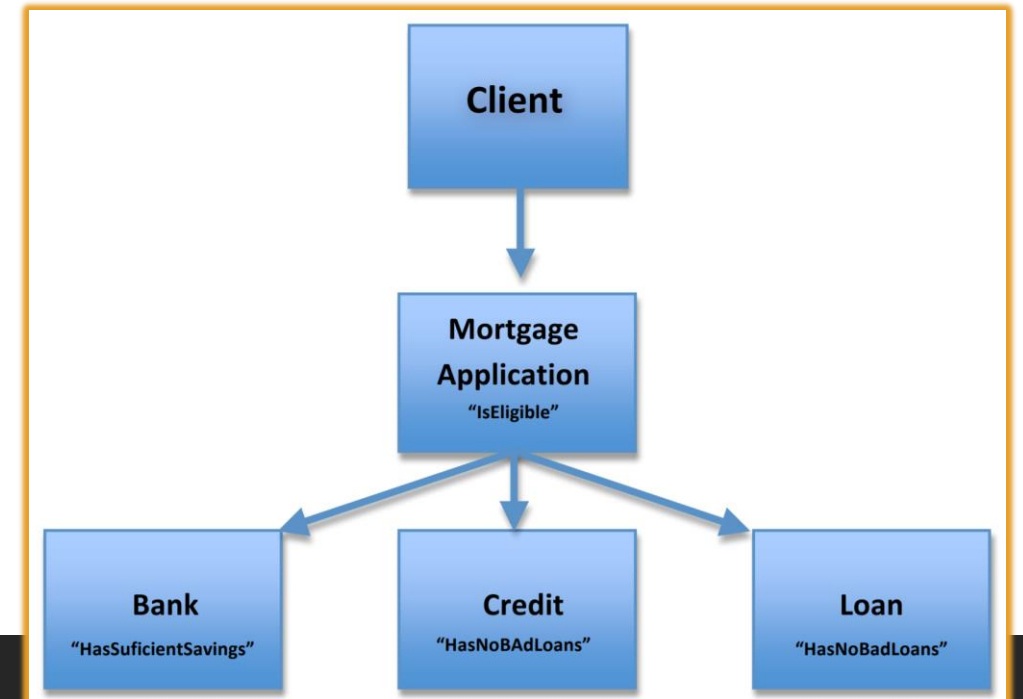 Client
Mortgage
Application
“IsEligible”
Bank
“HasSuficientSavings”
Credit
“HasNoBAdLoans”
Loan
“HasNoBadLoans”